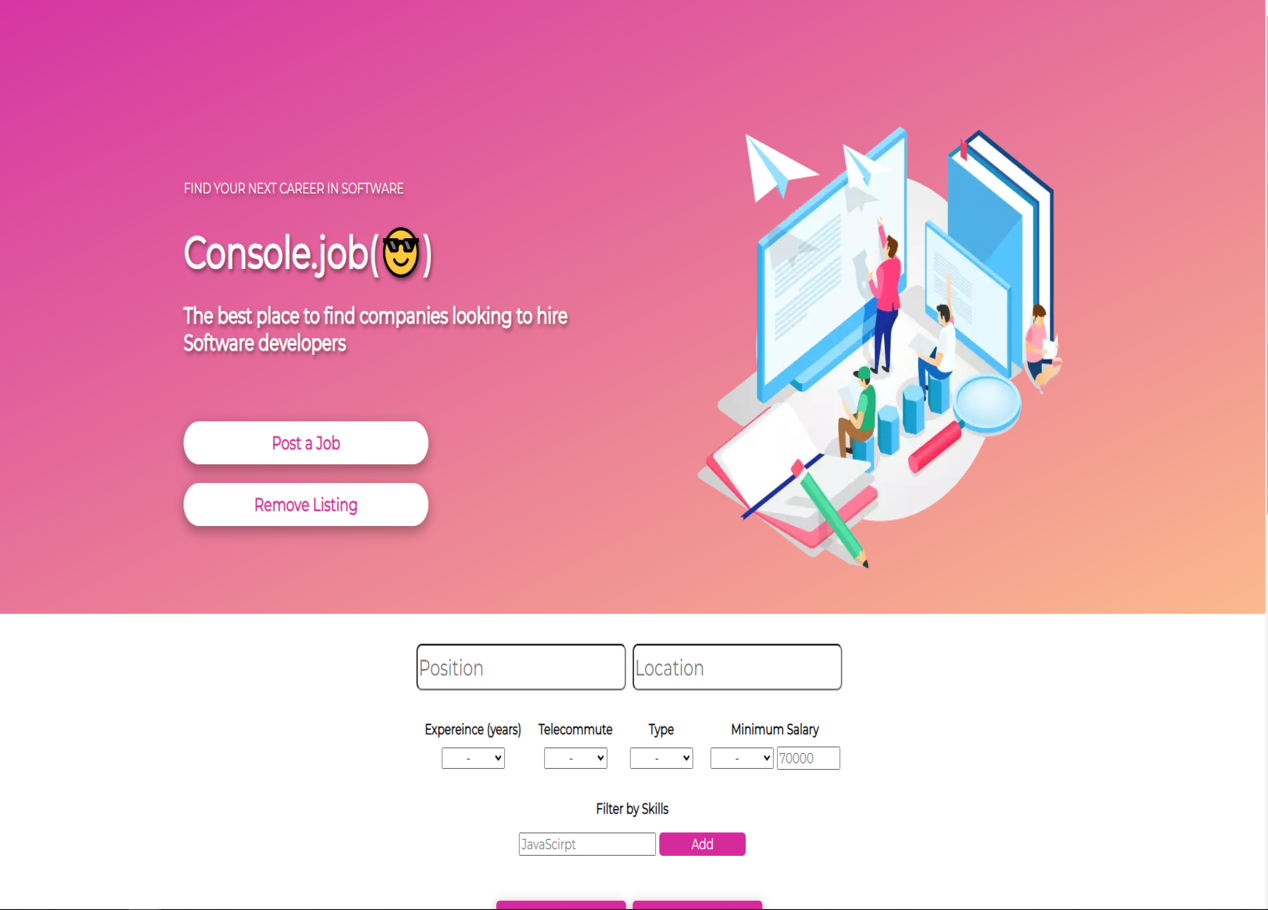 FIND YOUR NEXT CAREER IN SOFTWARE
Console.job(😎)
The best place to find companies looking to hire
Software developers
Post a Job
Remove Listing
Position Location
Expereince (years) Telecommute Type Minimum Salary
- - - - 70000
Filter by Skills
JavaScirpt Add